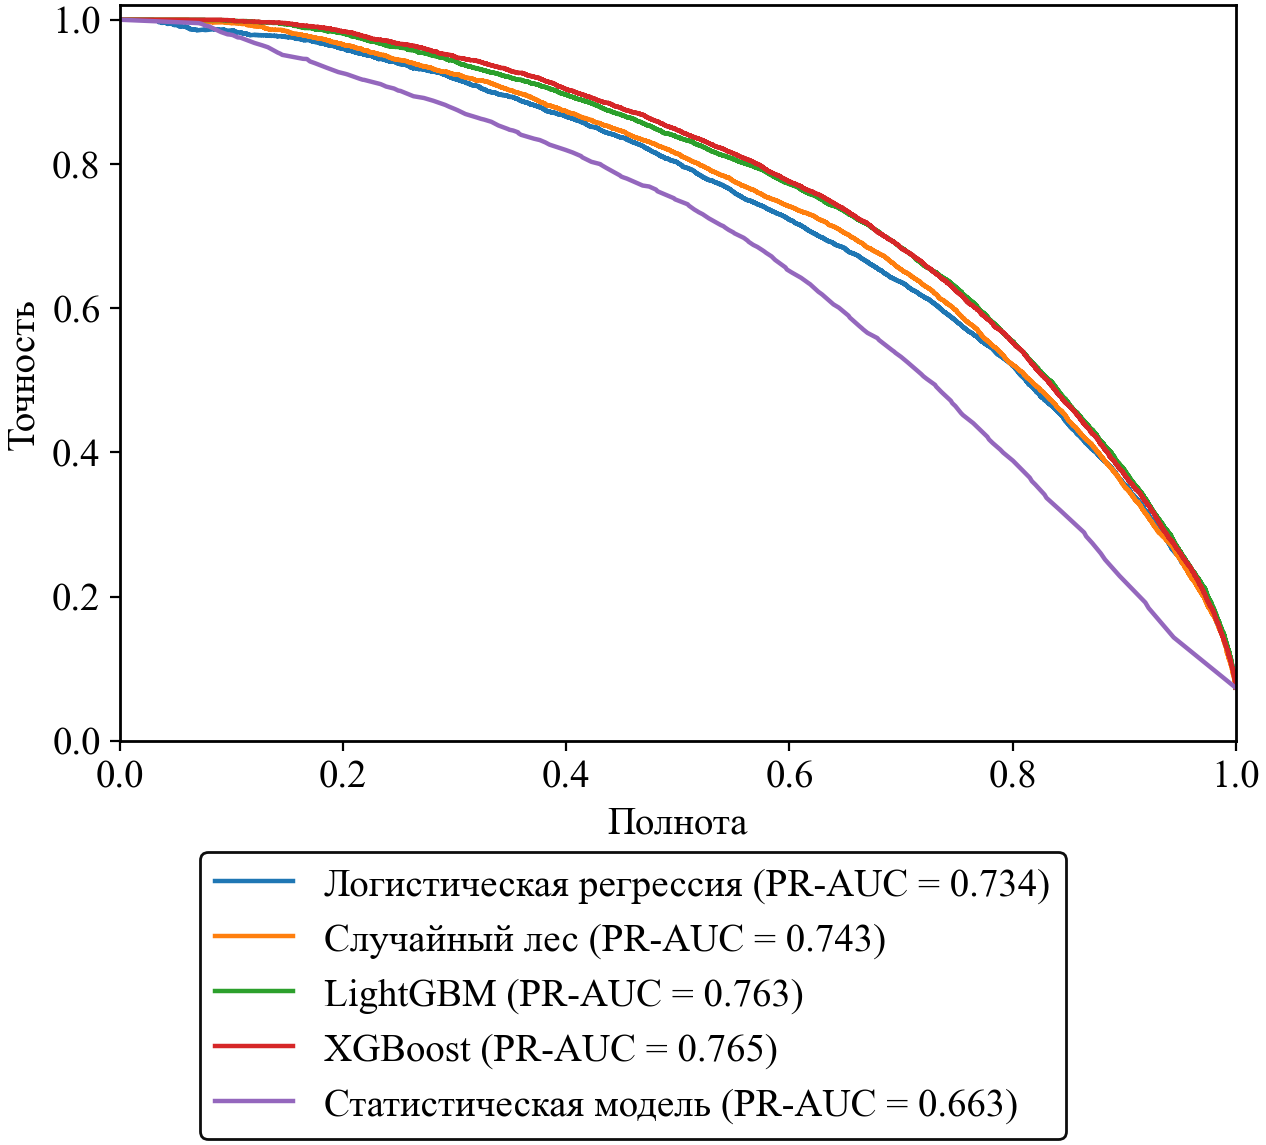 1.0
0.8
0.6
0.4
0.2
0.0
Точность
0.0 0.2 0.4 0.6 0.8 1.0
Полнота
Логистическая регрессия (PR-AUC = 0.734)
Случайный лес (PR-AUC = 0.743)
LightGBM (PR-AUC = 0.763)
XGBoost (PR-AUC = 0.765)
Статистическая модель (PR-AUC = 0.663)